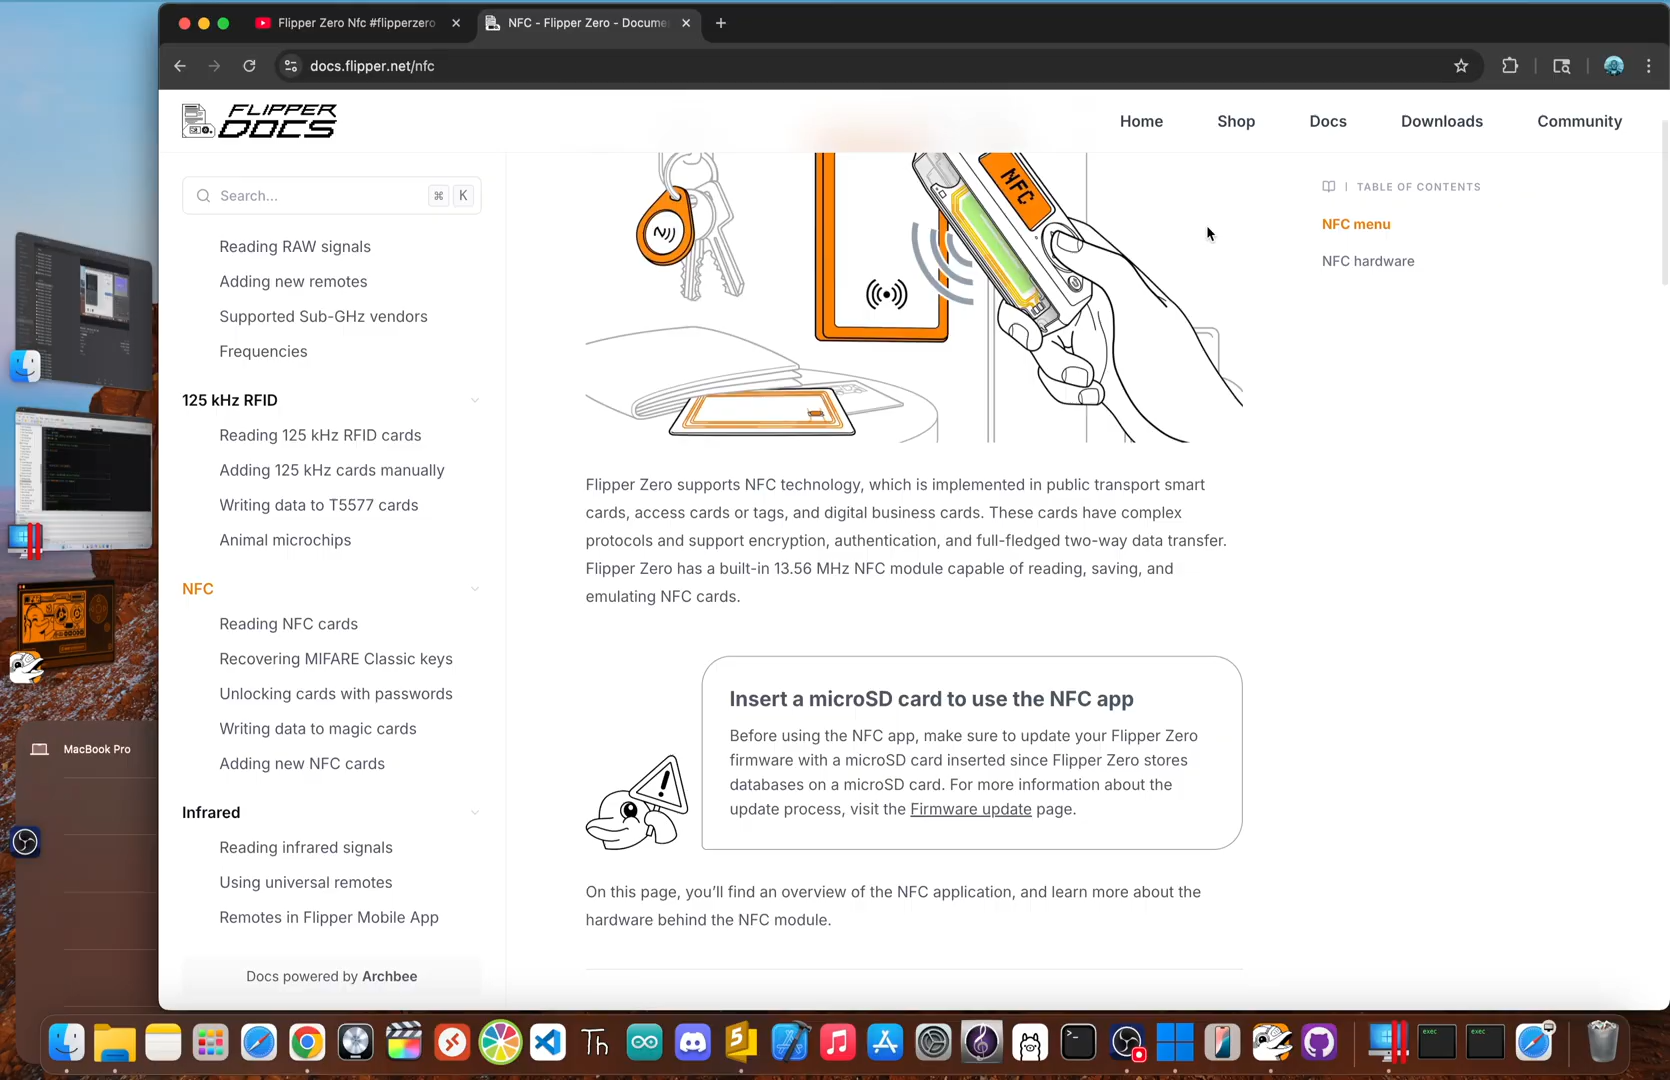 Flipper Zero Nfc #flipperzero
NFC - Flipper Zero - Docume
docs.flipper.net/nfc
FLIPPER
DOCS
Home
Shop
Docs
Downloads
Community
Search...
⌘ K
Reading RAW signals
Adding new remotes
Supported Sub-GHz vendors
Frequencies
125 kHz RFID
Reading 125 kHz RFID cards
Adding 125 kHz cards manually
Writing data to T5577 cards
Animal microchips
NFC
Reading NFC cards
Recovering MIFARE Classic keys
Unlocking cards with passwords
Writing data to magic cards
Adding new NFC cards
Infrared
Reading infrared signals
Using universal remotes
Remotes in Flipper Mobile App
Docs powered by Archbee
NFC
Flipper Zero supports NFC technology, which is implemented in public transport smart
cards, access cards or tags, and digital business cards. These cards have complex
protocols and support encryption, authentication, and full-fledged two-way data transfer.
Flipper Zero has a built-in 13.56 MHz NFC module capable of reading, saving, and
emulating NFC cards.
Insert a microSD card to use the NFC app
Before using the NFC app, make sure to update your Flipper Zero
firmware with a microSD card inserted since Flipper Zero stores
databases on a microSD card. For more information about the
update process, visit the Firmware update page.
On this page, you’ll find an overview of the NFC application, and learn more about the
hardware behind the NFC module.
TABLE OF CONTENTS
NFC menu
NFC hardware
MacBook Pro
Th
exec
exec